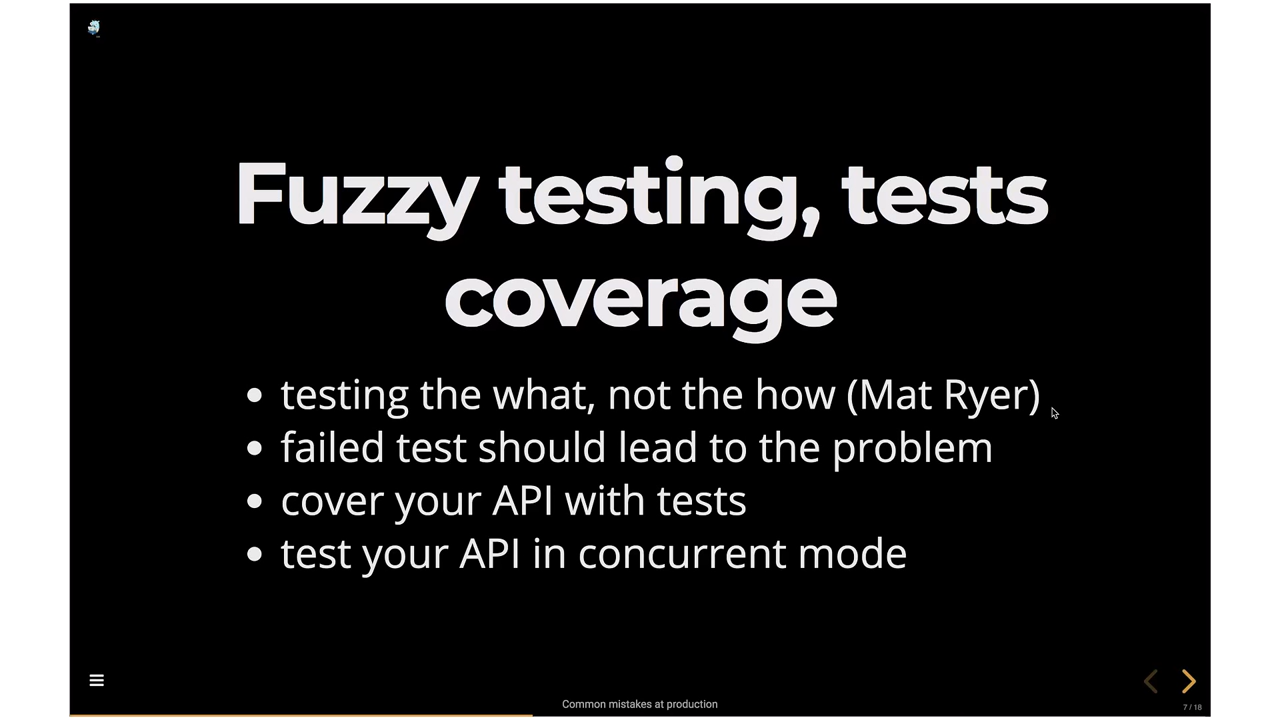 Fuzzy testing, tests
coverage
• testing the what, not the how (Mat Ryer)
• failed test should lead to the problem
• cover your API with tests
• test your API in concurrent mode
Common mistakes at production
7 / 18